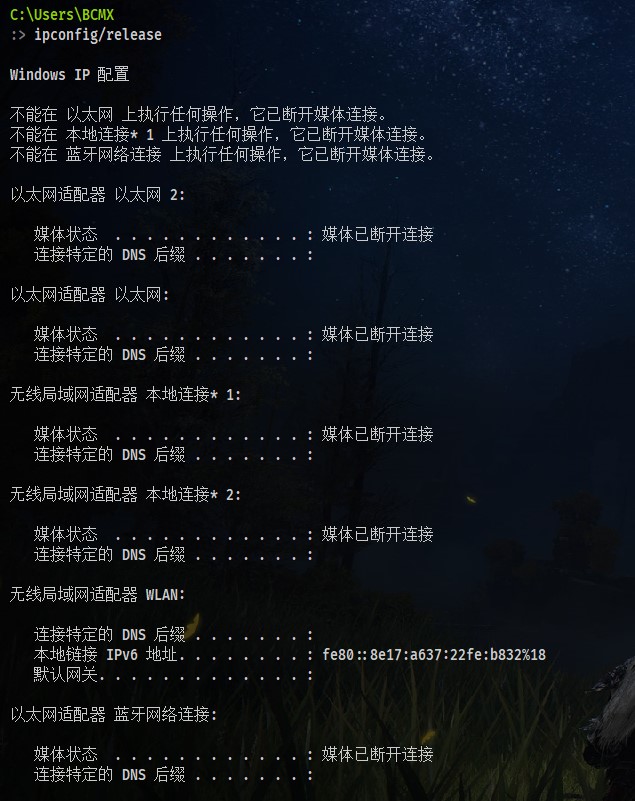 C:\Users\BCMX
:> ipconfig/release
Windows IP 配置
不能在 以太网 上执行任何操作，它已断开媒体连接。
不能在 本地连接* 1 上执行任何操作，它已断开媒体连接。
不能在 蓝牙网络连接 上执行任何操作，它已断开媒体连接。
以太网适配器 以太网 2:
媒体状态 . . . . . . . . . . . . : 媒体已断开连接
连接特定的 DNS 后缀 . . . . . . . :
以太网适配器 以太网:
媒体状态 . . . . . . . . . . . . : 媒体已断开连接
连接特定的 DNS 后缀 . . . . . . . :
无线局域网适配器 本地连接* 1:
媒体状态 . . . . . . . . . . . . : 媒体已断开连接
连接特定的 DNS 后缀 . . . . . . . :
无线局域网适配器 本地连接* 2:
媒体状态 . . . . . . . . . . . . : 媒体已断开连接
连接特定的 DNS 后缀 . . . . . . . :
无线局域网适配器 WLAN:
连接特定的 DNS 后缀 . . . . . . . :
本地链接 IPv6 地址. . . . . . . . : fe80::8e17:a637:22fe:b832%18
默认网关. . . . . . . . . . . . . :
以太网适配器 蓝牙网络连接:
媒体状态 . . . . . . . . . . . . : 媒体已断开连接
连接特定的 DNS 后缀 . . . . . . . :